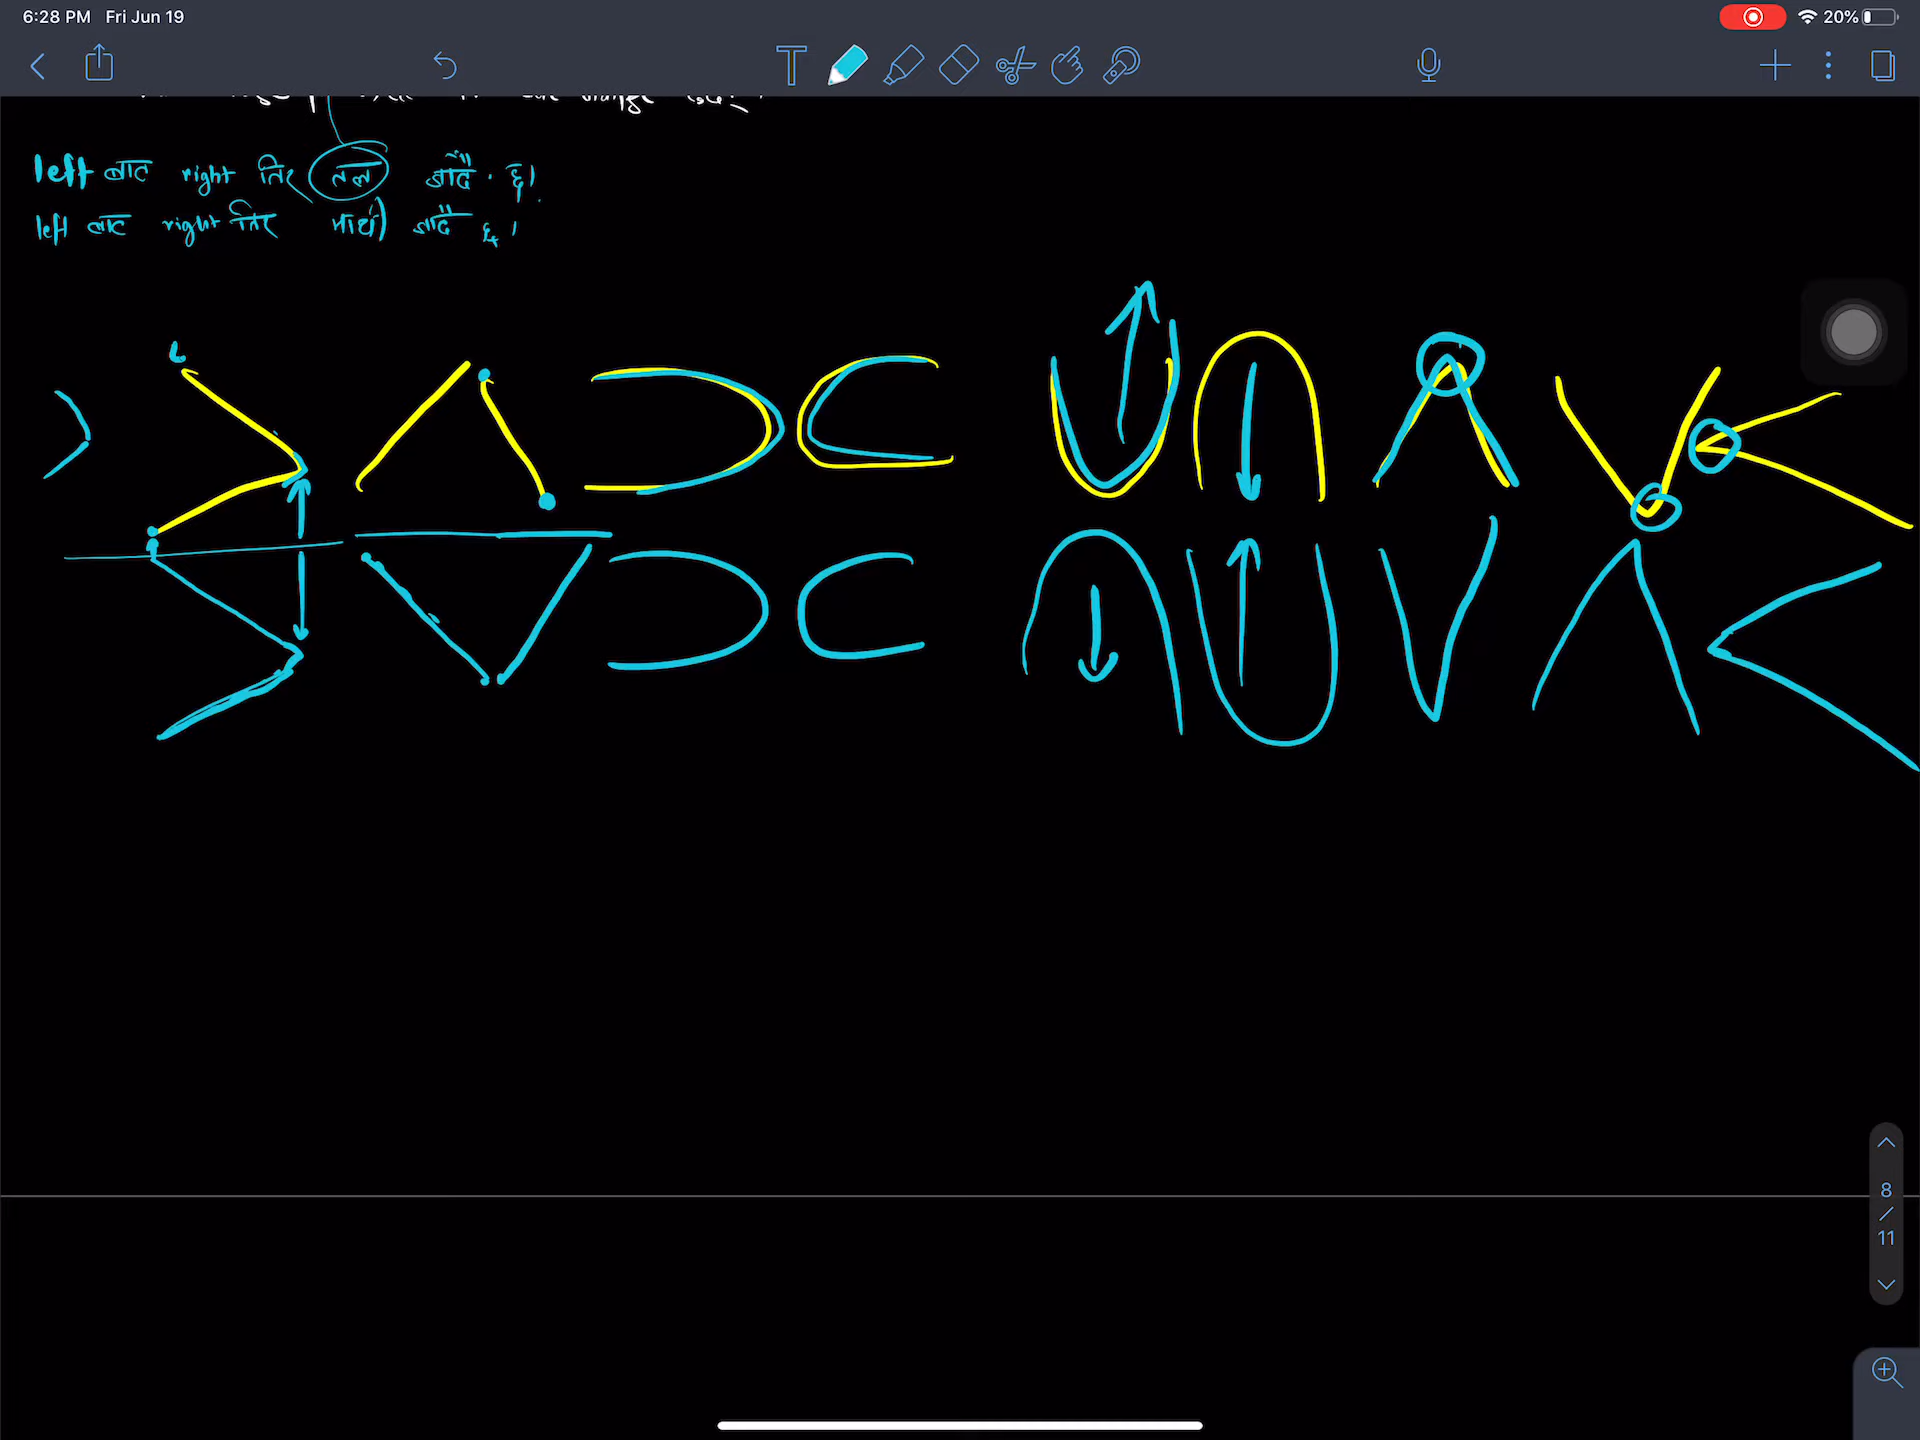 6:28 PM Fri Jun 19
20%
left बाट right तिर तल जाँदै छ।
left बाट right तिर माथी जाँदै छ।
8
/
11